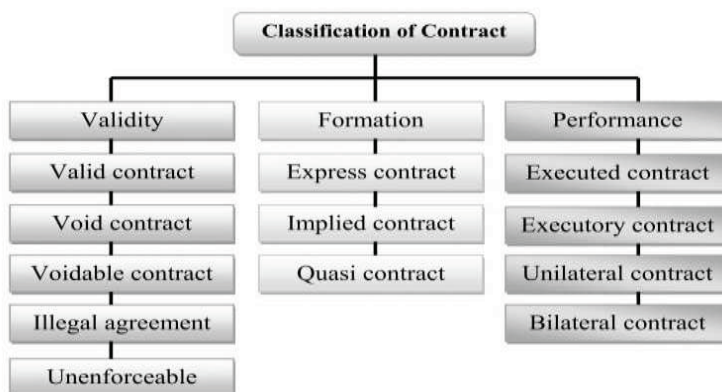 Classification of Contract
Validity
Valid contract
Void contract
Voidable contract
Illegal agreement
Unenforceable
Formation
Express contract
Implied contract
Quasi contract
Performance
Executed contract
Executory contract
Unilateral contract
Bilateral contract